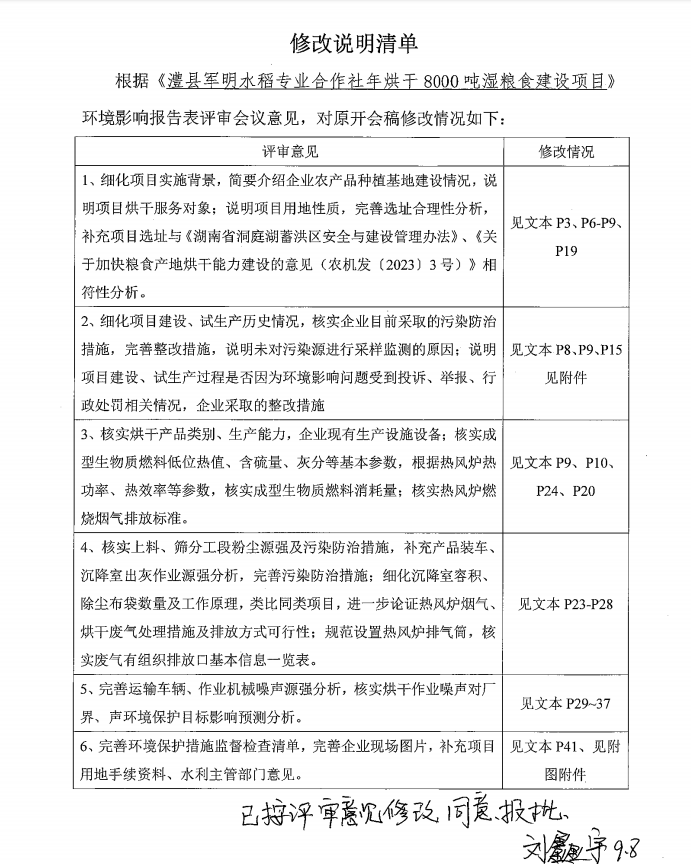 修改说明清单
根据《澧县军明水稻专业合作社年烘干 8000 吨湿粮食建设项目》
环境影响报告表评审会议意见，对原开会稿修改情况如下：
评审意见
修改情况
1、细化项目实施背景，简要介绍企业农产品种植基地建设情况，说
明项目烘干服务对象；说明项目用地性质，完善选址合理性分析，
补充项目选址与《湖南省洞庭湖蓄洪区安全与建设管理办法》、《关
于加快粮食产地烘干能力建设的意见（农机发〔2023〕3 号）》相
符性分析。
见文本 P3、P6-P9、
P19
2、细化项目建设、试生产历史情况，核实企业目前采取的污染防治
措施，完善整改措施，说明未对污染源进行采样监测的原因；说明
项目建设、试生产过程是否因为环境影响问题受到投诉、举报、行
政处罚相关情况，企业采取的整改措施
见文本 P8、P9、P15
见附件
3、核实烘干产品类别、生产能力，企业现有生产设施设备；核实成
型生物质燃料低位热值、含硫量、灰分等基本参数，根据热风炉热
功率、热效率等参数，核实成型生物质燃料消耗量；核实热风炉燃
烧烟气排放标准。
见文本 P9、P10、
P24、P20
4、核实上料、筛分工段粉尘源强及污染防治措施，补充产品装车、
沉降室出灰作业源强分析，完善污染防治措施；细化沉降室容积、
除尘布袋数量及工作原理，类比同类项目，进一步论证热风炉烟气、
烘干废气处理措施及排放方式可行性；规范设置热风炉排气筒，核
实废气有组织排放口基本信息一览表。
见文本 P23-P28
5、完善运输车辆、作业机械噪声源强分析，核实烘干作业噪声对厂
界、声环境保护目标影响预测分析。
见文本 P29~37
6、完善环境保护措施监督检查清单，完善企业现场图片，补充项目
用地手续资料、水利主管部门意见。
见文本 P41、见附
图附件
已按评审意见修改，同意报批、
刘 宇 9.8